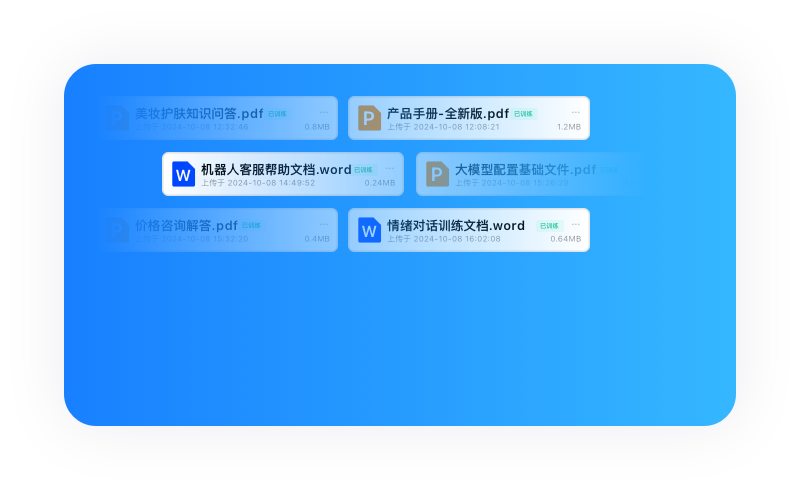 P 美妆护肤知识问答.pdf 已训练 ...
上传于 2024-10-08 12:32:46 0.8MB
P 产品手册-全新版.pdf 已训练 ...
上传于 2024-10-08 12:08:21 1.2MB
W 机器人客服帮助文档.word 已训练 ...
上传于 2024-10-08 14:49:52 0.24MB
P 大模型配置基础文件.pdf
上传于 2024-10-08 15:26:39
P 价格咨询解答.pdf 已训练 ...
上传于 2024-10-08 15:32:20 0.4MB
W 情绪对话训练文档.word 已训练 ...
上传于 2024-10-08 16:02:08 0.64MB